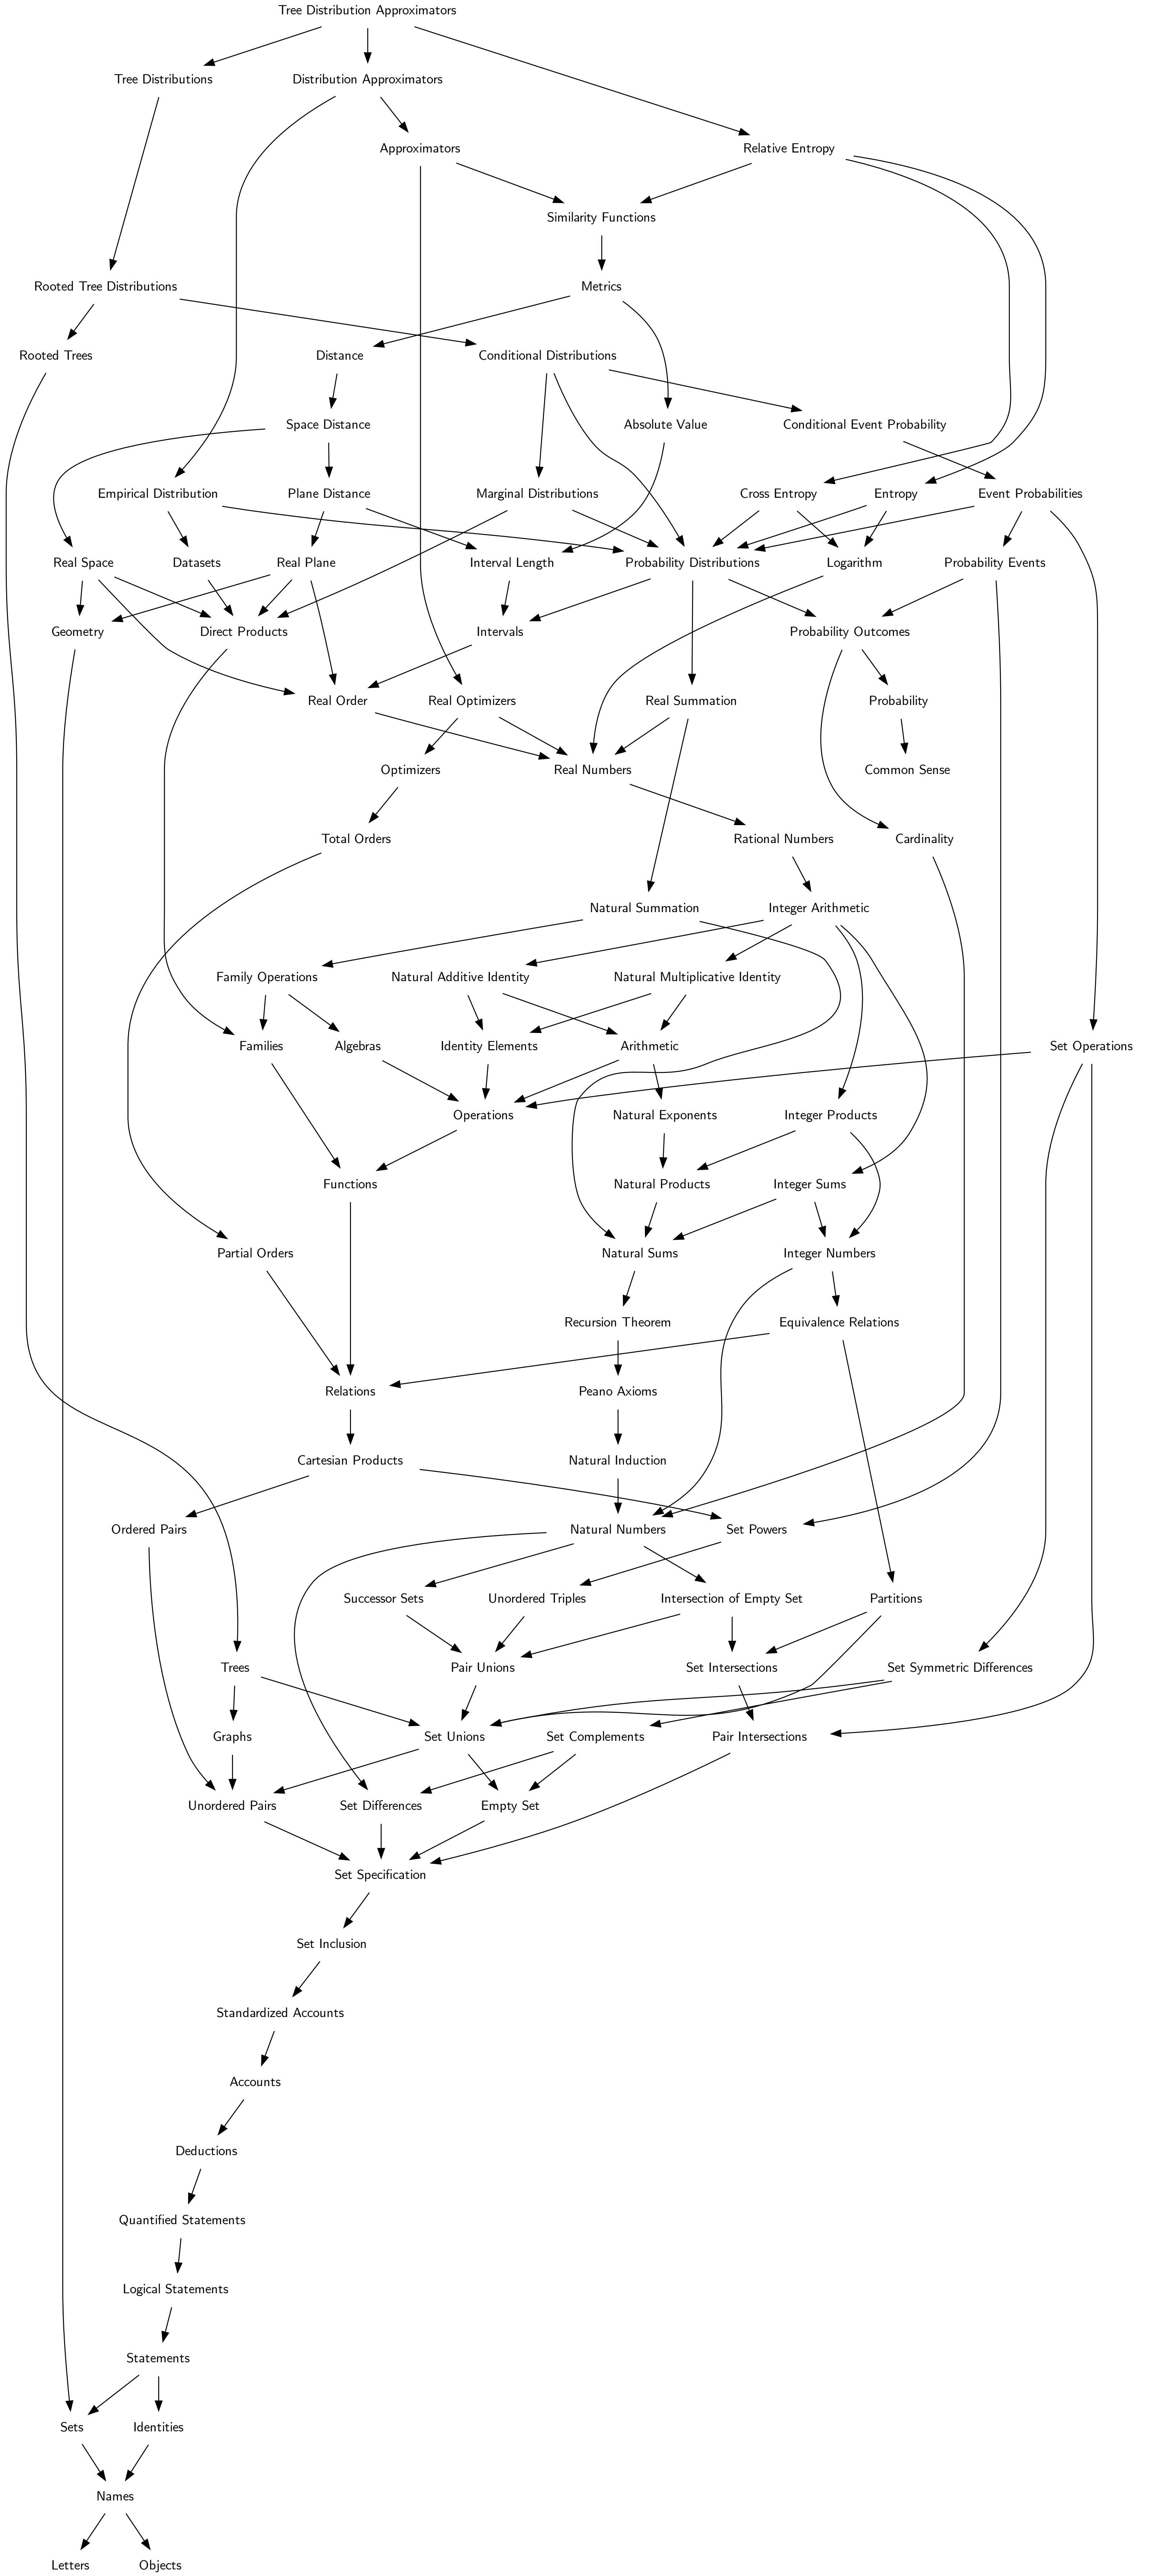 Tree Distribution Approximators
Tree Distributions
Distribution Approximators
Approximators
Relative Entropy
Similarity Functions
Rooted Tree Distributions
Metrics
Rooted Trees
Distance
Conditional Distributions
Space Distance
Absolute Value
Conditional Event Probability
Empirical Distribution
Plane Distance
Marginal Distributions
Cross Entropy
Entropy
Event Probabilities
Real Space
Datasets
Real Plane
Interval Length
Probability Distributions
Logarithm
Probability Events
Geometry
Direct Products
Intervals
Probability Outcomes
Real Order
Real Optimizers
Real Summation
Probability
Optimizers
Real Numbers
Common Sense
Total Orders
Rational Numbers
Cardinality
Natural Summation
Integer Arithmetic
Family Operations
Natural Additive Identity
Natural Multiplicative Identity
Families
Algebras
Identity Elements
Arithmetic
Set Operations
Operations
Natural Exponents
Integer Products
Functions
Natural Products
Integer Sums
Partial Orders
Natural Sums
Integer Numbers
Recursion Theorem
Equivalence Relations
Relations
Peano Axioms
Cartesian Products
Natural Induction
Ordered Pairs
Natural Numbers
Set Powers
Successor Sets
Unordered Triples
Intersection of Empty Set
Partitions
Trees
Pair Unions
Set Intersections
Set Symmetric Differences
Graphs
Set Unions
Set Complements
Pair Intersections
Unordered Pairs
Set Differences
Empty Set
Set Specification
Set Inclusion
Standardized Accounts
Accounts
Deductions
Quantified Statements
Logical Statements
Statements
Sets
Identities
Names
Letters
Objects